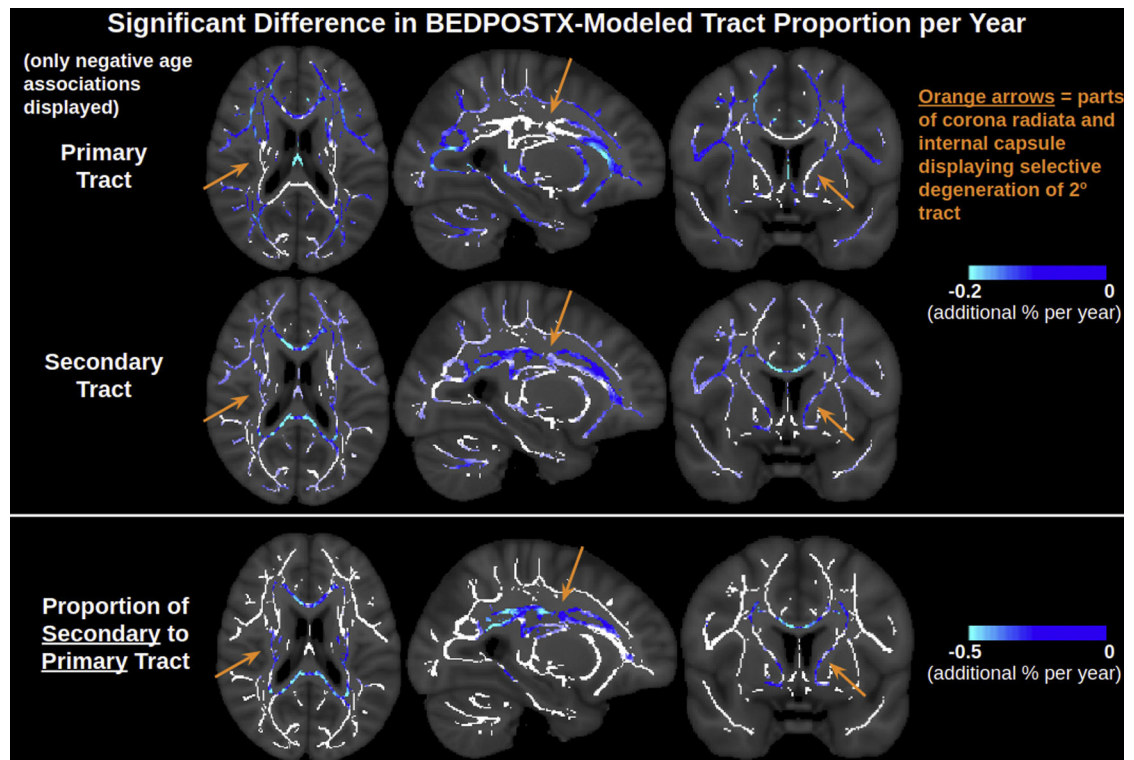 Significant Difference in BEDPOSTX-Modeled Tract Proportion per Year
(only negative age
associations
displayed)
Primary
Tract
Orange arrows = parts
of corona radiata and
internal capsule
displaying selective
degeneration of 2º
tract
-0.2 0
(additional % per year)
Secondary
Tract
Proportion of
Secondary to
Primary Tract
-0.5 0
(additional % per year)